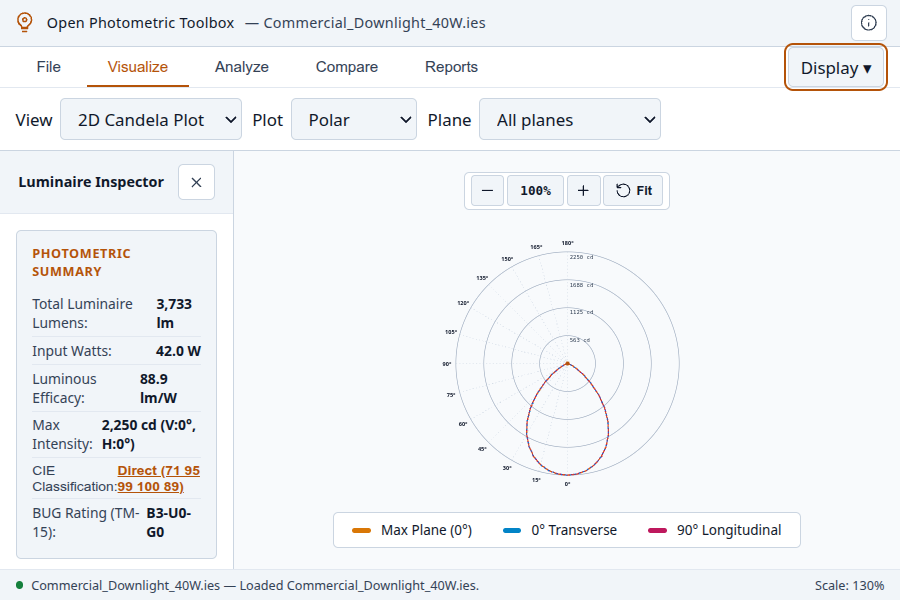 Open Photometric Toolbox — Commercial_Downlight_40W.ies
File Visualize Analyze Compare Reports Display ▾
View 2D Candela Plot Plot Polar Plane All planes
Luminaire Inspector
PHOTOMETRIC
SUMMARY
Total Luminaire
Lumens:
3,733
lm
Input Watts: 42.0 W
Luminous
Efficacy:
88.9
lm/W
Max
Intensity:
2,250 cd (V:0°,
H:0°)
CIE
Classification:
Direct (71 95
99 100 89)
BUG Rating (TM-
15):
B3-U0-
G0
100% Fit
180°
165°
150°
135°
120°
105°
90°
75°
60°
45°
30°
15°
0°
2250 cd
1688 cd
1125 cd
563 cd
Max Plane (0°) 0° Transverse 90° Longitudinal
Commercial_Downlight_40W.ies — Loaded Commercial_Downlight_40W.ies.
Scale: 130%